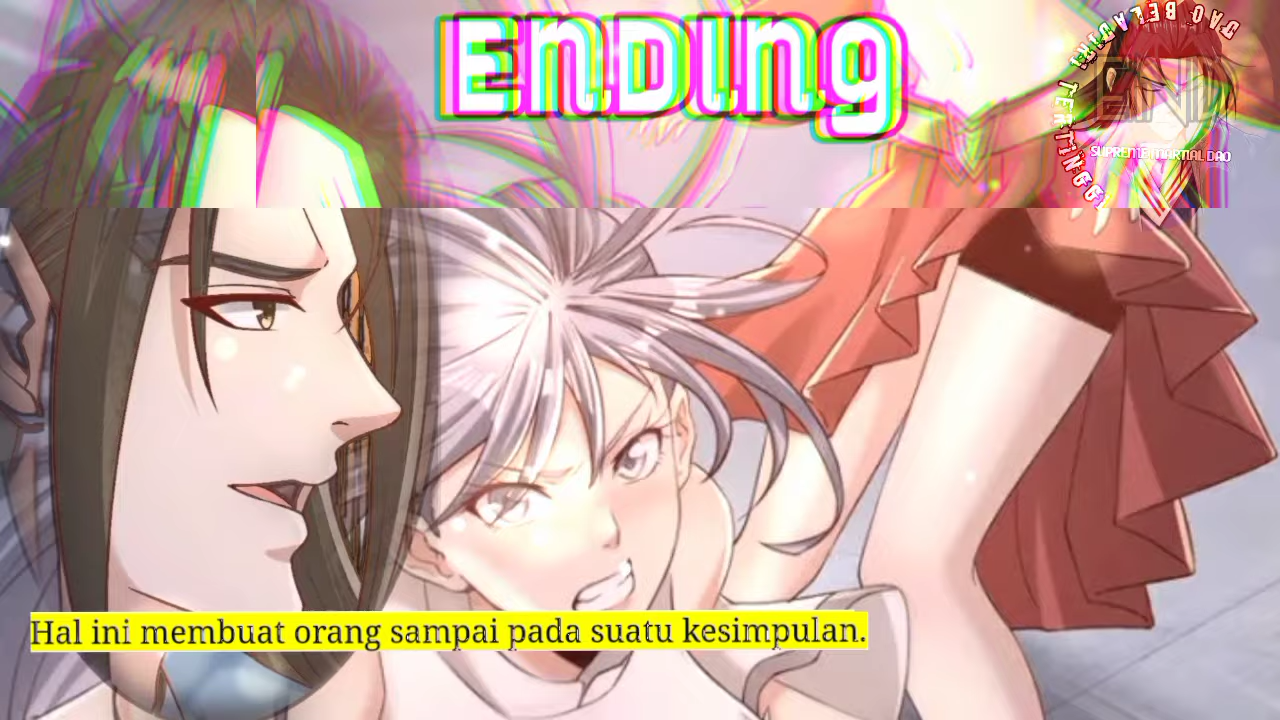 ENDING
DAO BELADIRI TERTINGGI
SUPREME MARTIAL DAO
Hal ini membuat orang sampai pada suatu kesimpulan.